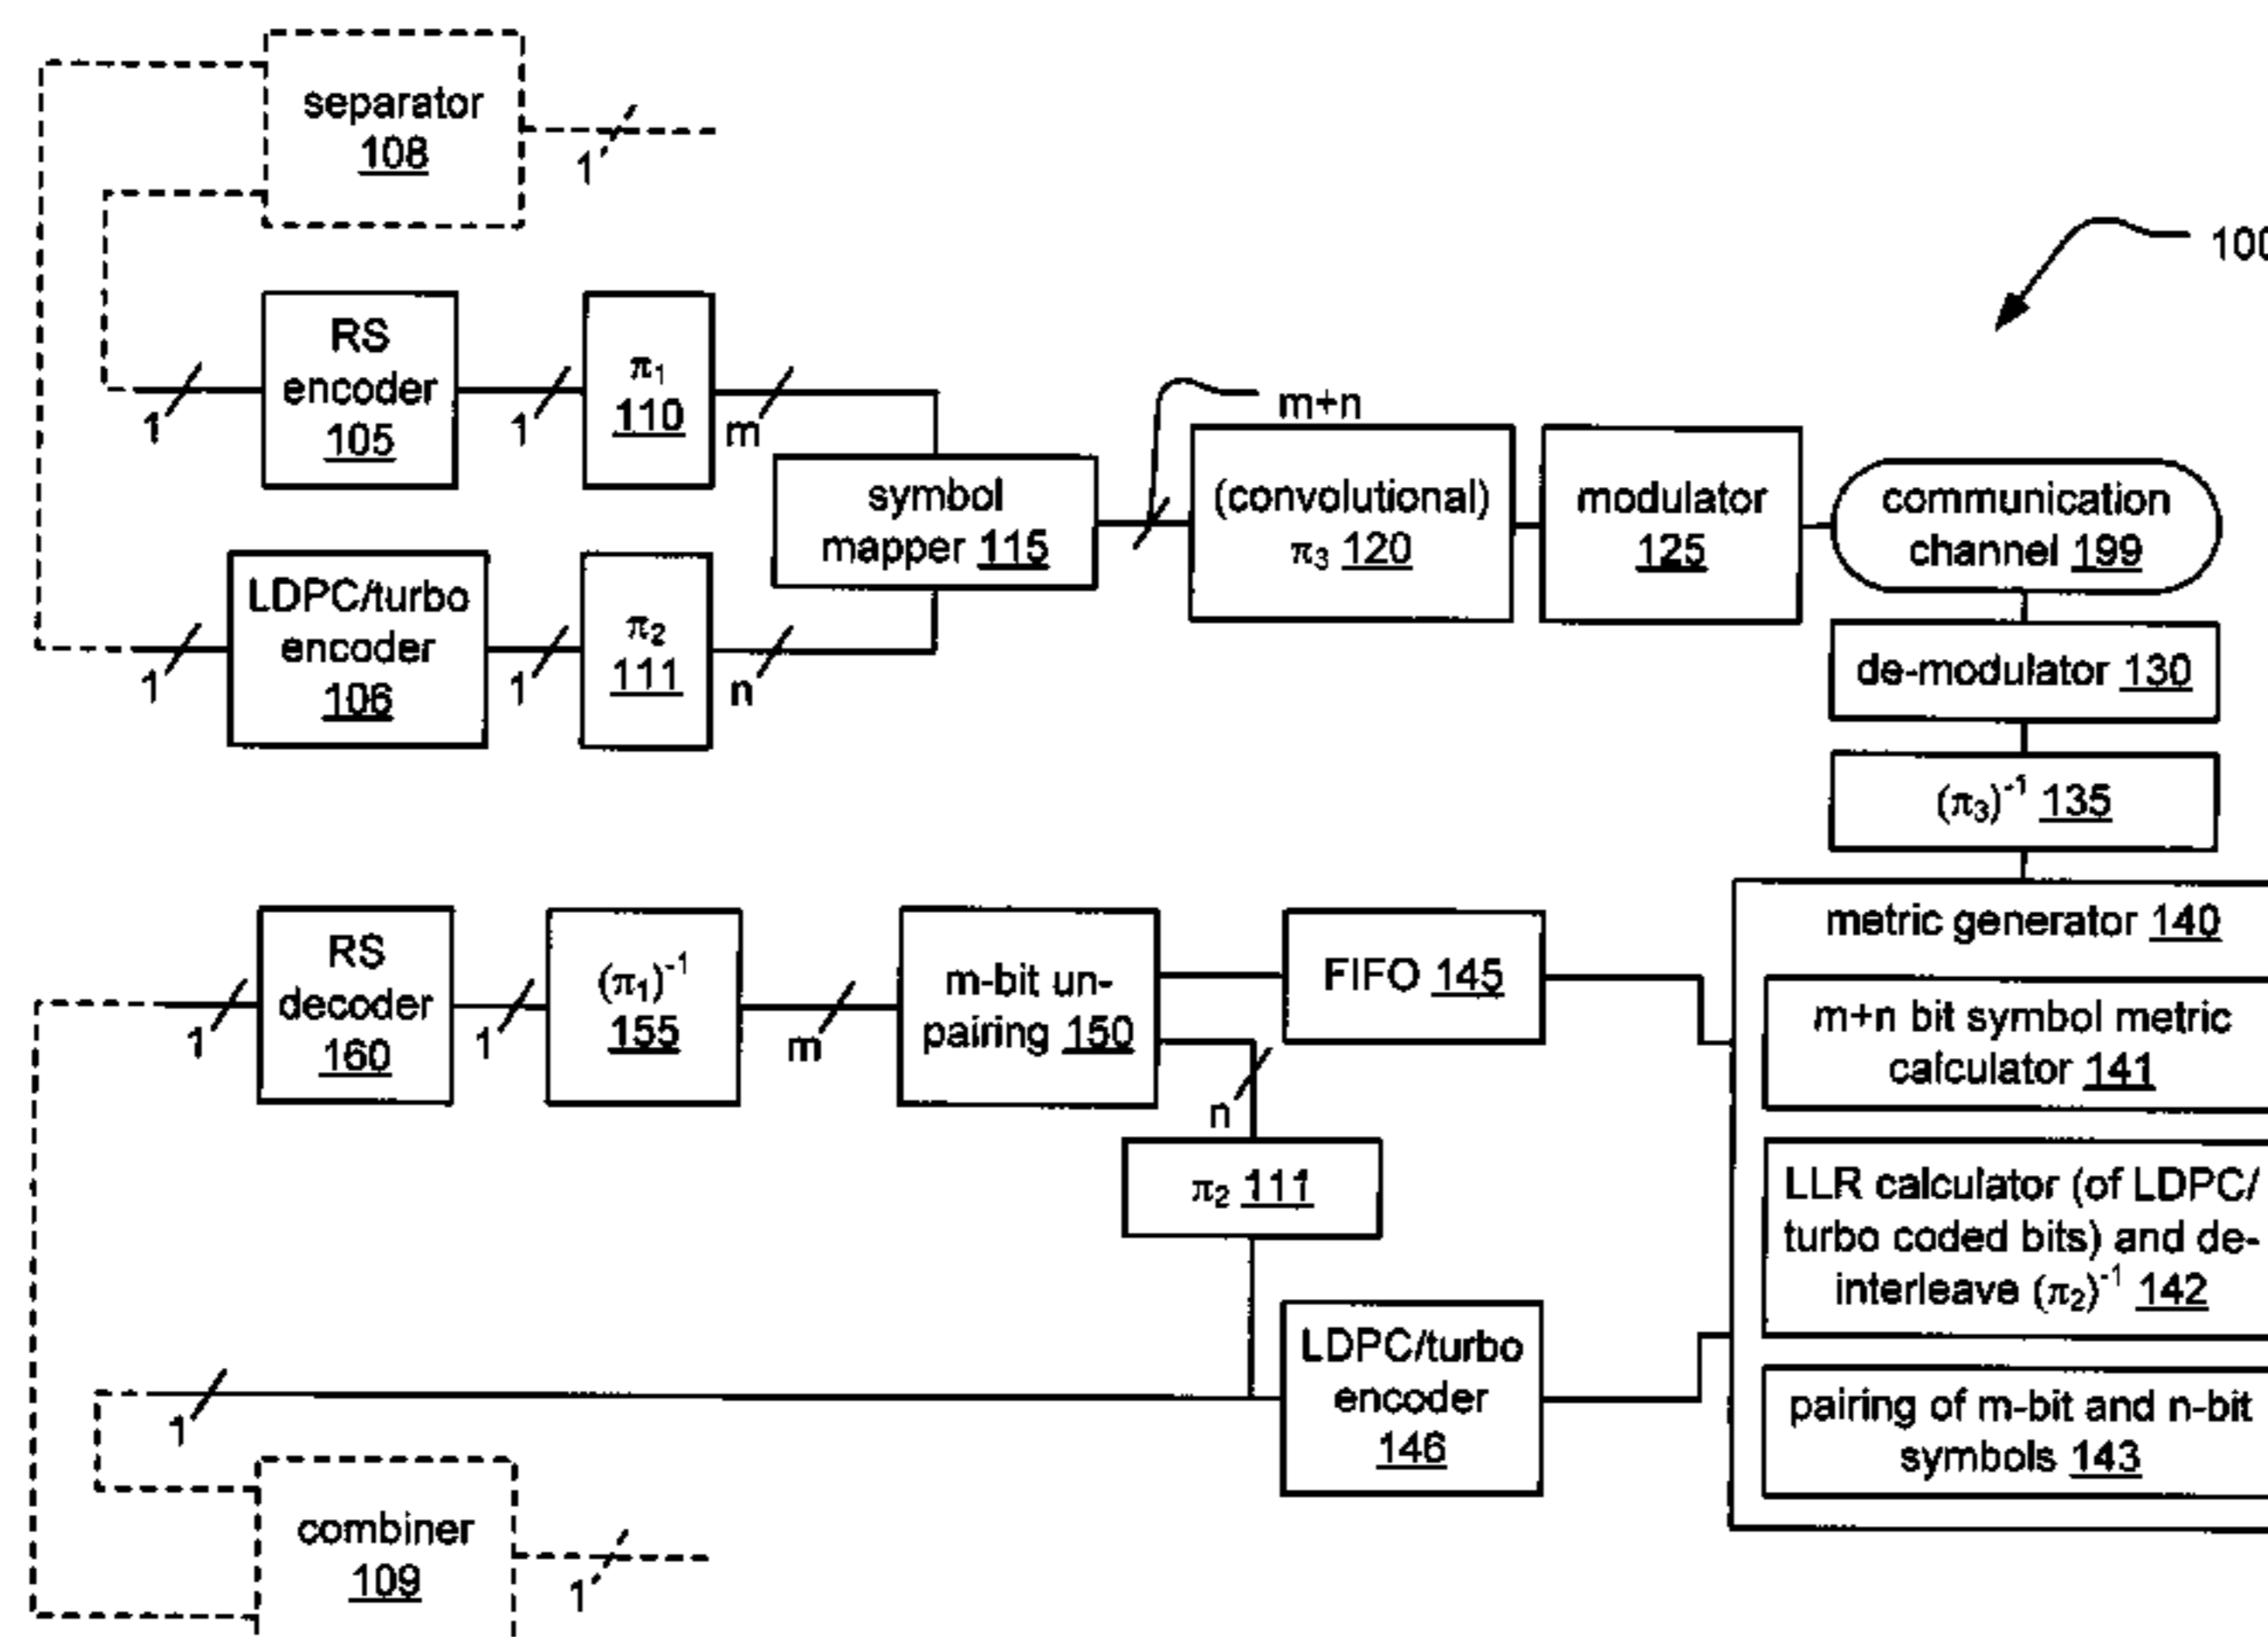 separator
108
1
100
RS
encoder
105
1
1
π1
110
m
m+n
symbol
mapper 115
(convolutional)
π3 120
modulator
125
communication
channel 199
LDPC/turbo
encoder
106
1
1
π2
111
n
de-modulator 130
(π3)-1 135
RS
decoder
160
1
1
(π1)-1
155
m
m-bit un-
pairing 150
FIFO 145
n
π2 111
metric generator 140
m+n bit symbol metric
calculator 141
LLR calculator (of LDPC/
turbo coded bits) and de-
interleave (π2)-1 142
pairing of m-bit and n-bit
symbols 143
LDPC/turbo
encoder
146
1
combiner
109
1